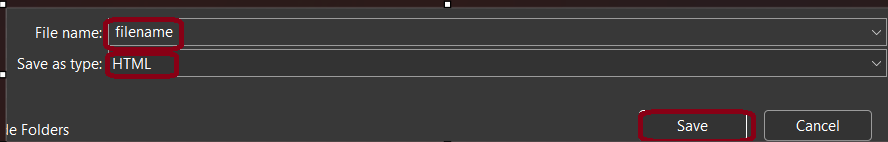 File name: filename
Save as type: HTML
le Folders
Save
Cancel